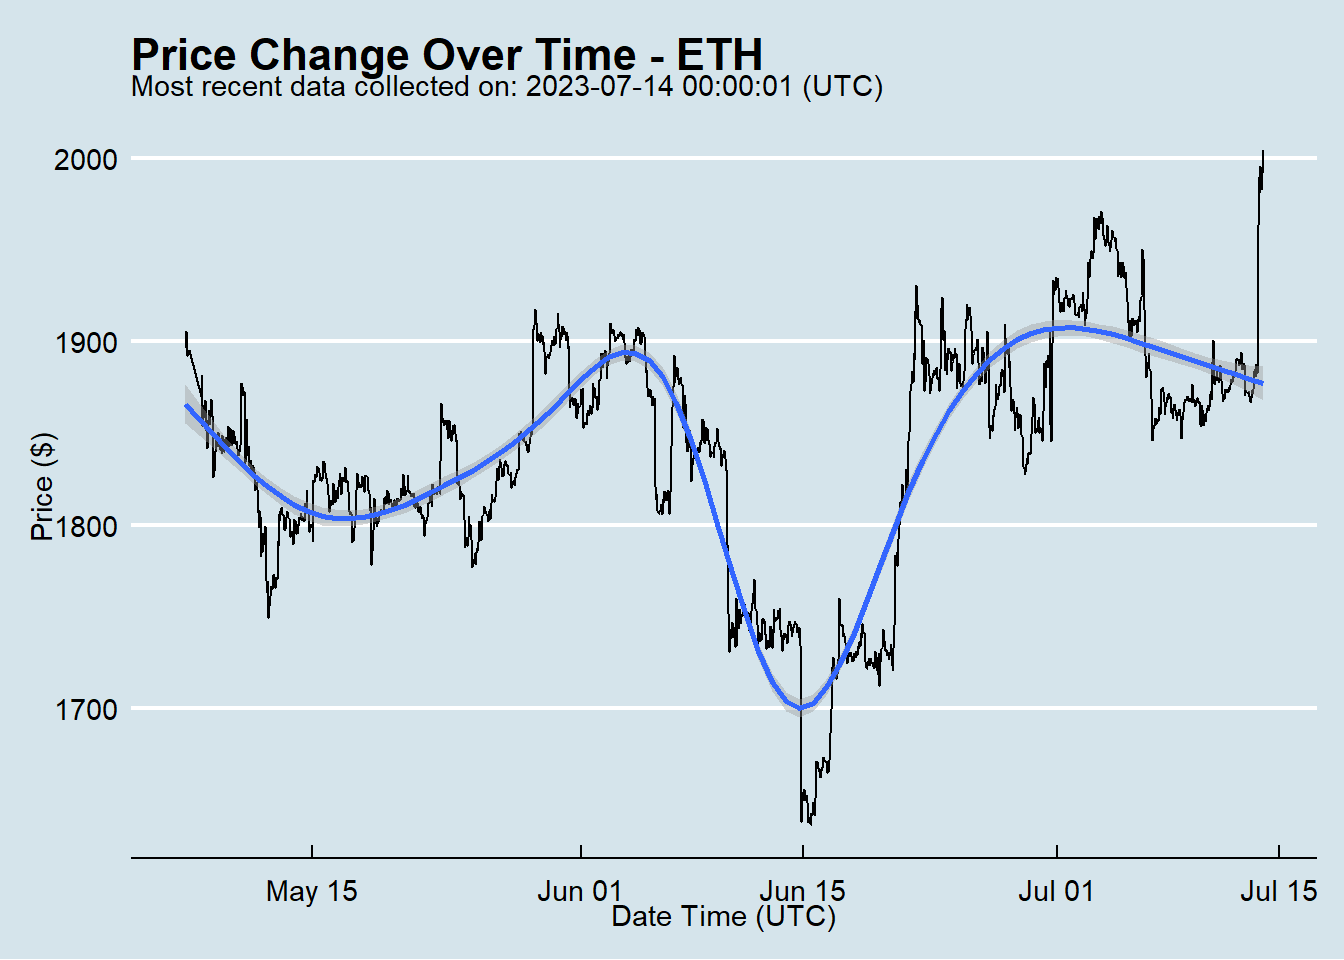 Price Change Over Time - ETH
Most recent data collected on: 2023-07-14 00:00:01 (UTC)
2000
1900
1800
1700
Price ($)
May 15
Jun 01
Jun 15
Jul 01
Jul 15
Date Time (UTC)